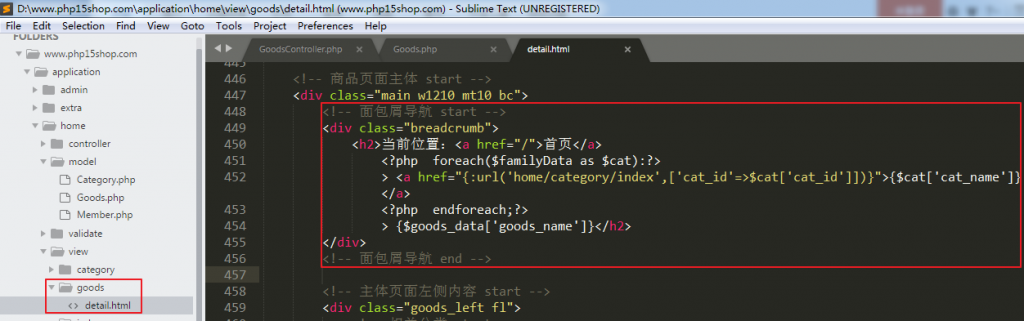 D:\www.php15shop.com\application\home\view\goods\detail.html (www.php15shop.com) - Sublime Text (UNREGISTERED)
File Edit Selection Find View Goto Tools Project Preferences Help
FOLDERS
www.php15shop.com
application
admin
extra
home
controller
model
Category.php
Goods.php
Member.php
validate
view
category
goods
<> detail.html
GoodsController.php × Goods.php × detail.html ×
445
446 <!-- 商品页面主体 start -->
447 <div class="main w1210 mt10 bc">
448 <!-- 面包屑导航 start -->
449 <div class="breadcrumb">
450 <h2>当前位置：<a href="/">首页</a>
451 <?php  foreach($familyData as $cat):?>
452 > <a href="{:url('home/category/index',['cat_id'=>$cat['cat_id']])}">{$cat['cat_name']}
</a>
453 <?php  endforeach;?>
454 > {$goods_data['goods_name']}</h2>
455 </div>
456 <!-- 面包屑导航 end -->
457
458 <!-- 主体页面左侧内容 start -->
459 <div class="goods_left fl">